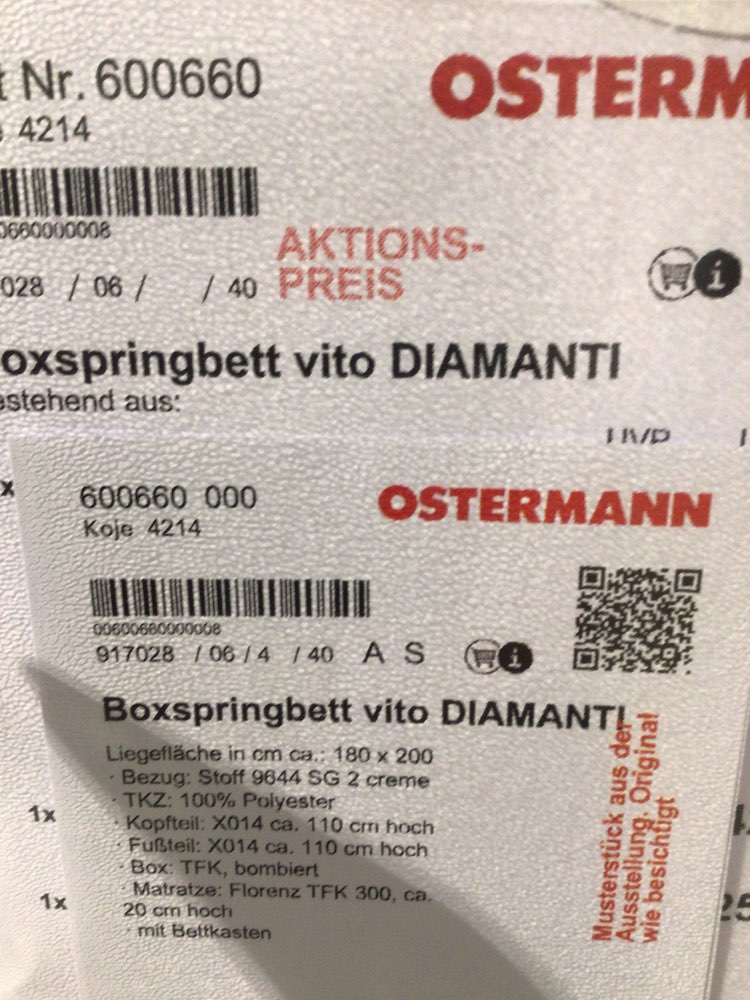 Nr. 600660
OSTERM
4214
0660000008
AKTIONS-
PREIS
028 / 06 / / 40
oxspringbett vito DIAMANTI
estehend aus:
UVP
x
600660 000
OSTERMANN
Koje 4214
00600660000008
917028 / 06 / 4 / 40 A S
Boxspringbett vito DIAMANTI
Liegefläche in cm ca.: 180 x 200
· Bezug: Stoff 9644 SG 2 creme
· TKZ: 100% Polyester
1x
· Kopfteil: X014 ca. 110 cm hoch
· Fußteil: X014 ca. 110 cm hoch
· Box: TFK, bombiert
· Matratze: Florenz TFK 300, ca.
1x
20 cm hoch
· mit Bettkasten
Musterstück aus der
Ausstellung. Original
wie besichtigt